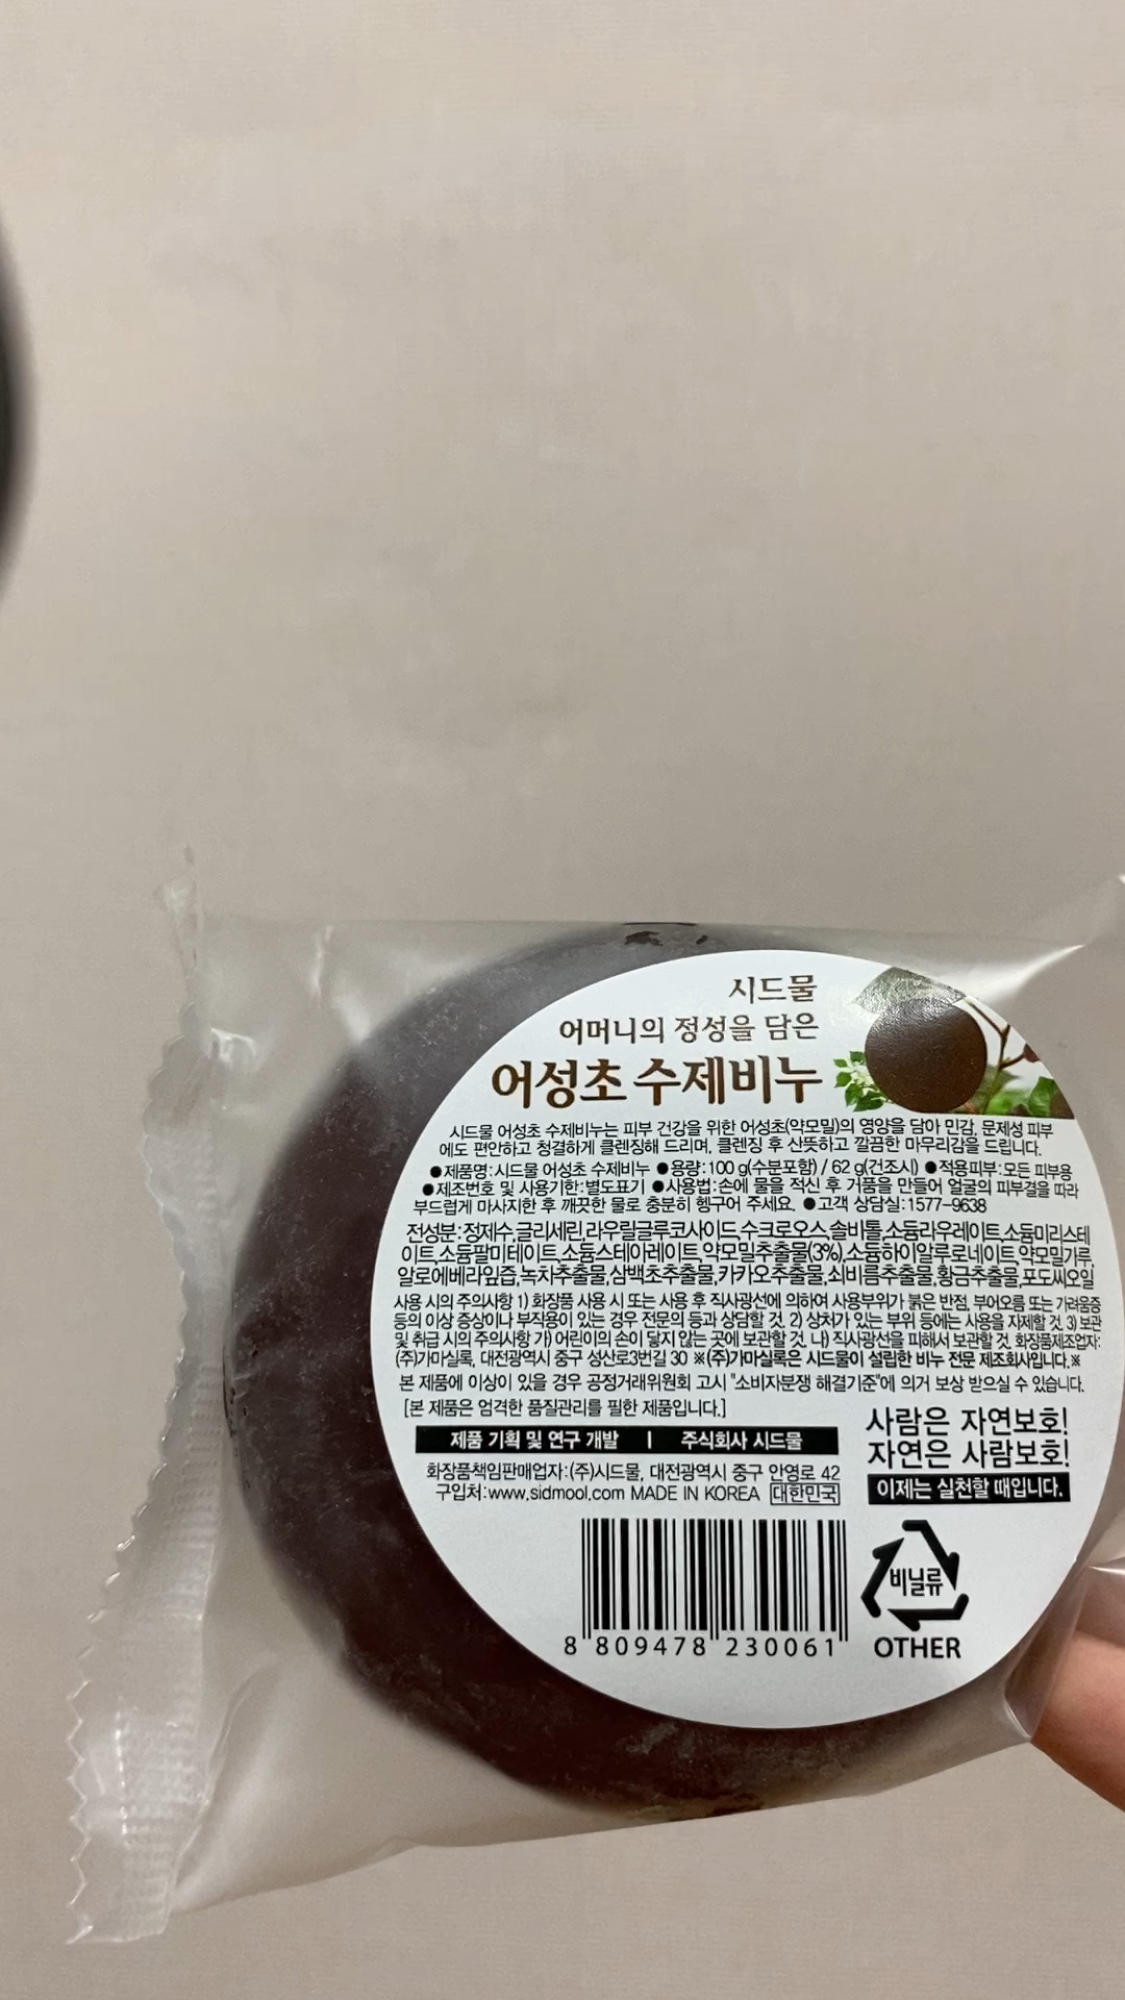 시드물
어머니의 정성을 담은
어성초 수제비누
시드물 어성초 수제비누는 피부 건강을 위한 어성초(약모밀)의 영양을 담아 민감, 문제성 피부
에도 편안하고 청결하게 클렌징해 드리며, 클렌징 후 산뜻하고 깔끔한 마무리감을 드립니다.
●제품명:시드물 어성초 수제비누 ●용량:100 g(수분포함) / 62 g(건조시) ●적용피부:모든 피부용
●제조번호 및 사용기한:별도표기 ●사용법:손에 물을 적신 후 거품을 만들어 얼굴의 피부결을 따라
부드럽게 마사지한 후 깨끗한 물로 충분히 헹구어 주세요. ●고객 상담실:1577-9638
전성분:정제수,글리세린,라우릴글루코사이드,수크로오스,솔비톨,소듐라우레이트,소듐미리스테
이트,소듐팔미테이트,소듐스테아레이트,약모밀추출물(3%),소듐하이알루로네이트,약모밀가루,
알로에베라잎즙,녹차추출물,삼백초추출물,카카오추출물,쇠비름추출물,황금추출물,포도씨오일
사용 시의 주의사항 1) 화장품 사용 시 또는 사용 후 직사광선에 의하여 사용부위가 붉은 반점, 부어오름 또는 가려움증
등의 이상 증상이나 부작용이 있는 경우 전문의 등과 상담할 것. 2) 상처가 있는 부위 등에는 사용을 자제할 것. 3) 보관
및 취급 시의 주의사항 가) 어린이의 손이 닿지 않는 곳에 보관할 것. 나) 직사광선을 피해서 보관할 것. 화장품제조업자:
(주)가마실록, 대전광역시 중구 성산로3번길 30 ※(주)가마실록은 시드물이 설립한 비누 전문 제조회사입니다.※
본 제품에 이상이 있을 경우 공정거래위원회 고시 "소비자분쟁 해결기준"에 의거 보상 받으실 수 있습니다.
[본 제품은 엄격한 품질관리를 필한 제품입니다.]
제품 기획 및 연구 개발 | 주식회사 시드물
화장품책임판매업자:(주)시드물, 대전광역시 중구 안영로 42
구입처:www.sidmool.com MADE IN KOREA 대한민국
사람은 자연보호!
자연은 사람보호!
이제는 실천할 때입니다.
비닐류
OTHER
8 809478 230061